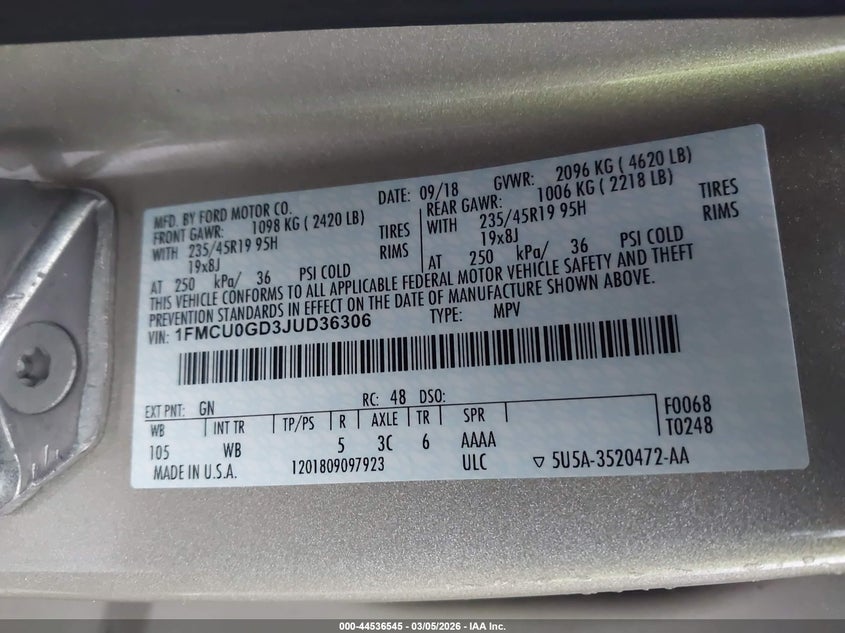 MFD. BY FORD MOTOR CO. DATE: 09/18 GVWR: 2096 KG ( 4620 LB)
FRONT GAWR: 1098 KG ( 2420 LB) REAR GAWR: 1006 KG ( 2218 LB)
WITH 235/45R19 95H TIRES WITH 235/45R19 95H TIRES
19x8J RIMS 19x8J RIMS
AT 250 kPa/ 36 PSI COLD AT 250 kPa/ 36 PSI COLD
THIS VEHICLE CONFORMS TO ALL APPLICABLE FEDERAL MOTOR VEHICLE SAFETY AND THEFT
PREVENTION STANDARDS IN EFFECT ON THE DATE OF MANUFACTURE SHOWN ABOVE.
VIN: 1FMCU0GD3JUD36306 TYPE: MPV
EXT PNT: GN RC: 48 DSO:
WB INT TR TP/PS R AXLE TR SPR F0068
105 WB 5 3C 6 AAAA T0248
MADE IN U.S.A. 1201809097923 ULC ▽ 5U5A-3520472-AA
000-44536545 — 03/05/2026 — IAA Inc.